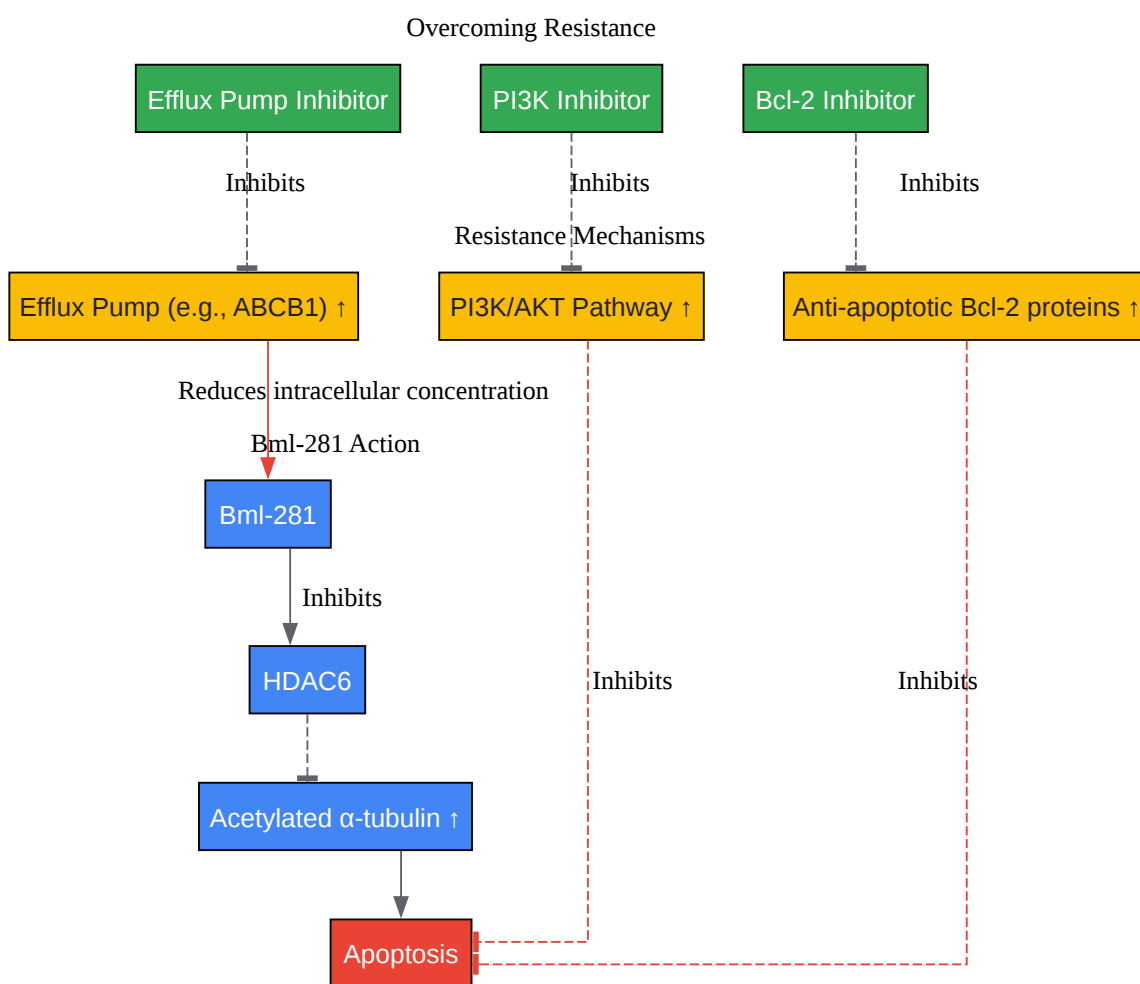 Overcoming Resistance
Efflux Pump Inhibitor
PI3K Inhibitor
Bcl-2 Inhibitor
Inhibits
Inhibits
Inhibits
Resistance Mechanisms
Efflux Pump (e.g., ABCB1) ↑
PI3K/AKT Pathway ↑
Anti-apoptotic Bcl-2 proteins ↑
Reduces intracellular concentration
Bml-281 Action
Bml-281
Inhibits
HDAC6
Inhibits
Inhibits
Acetylated α-tubulin ↑
Apoptosis